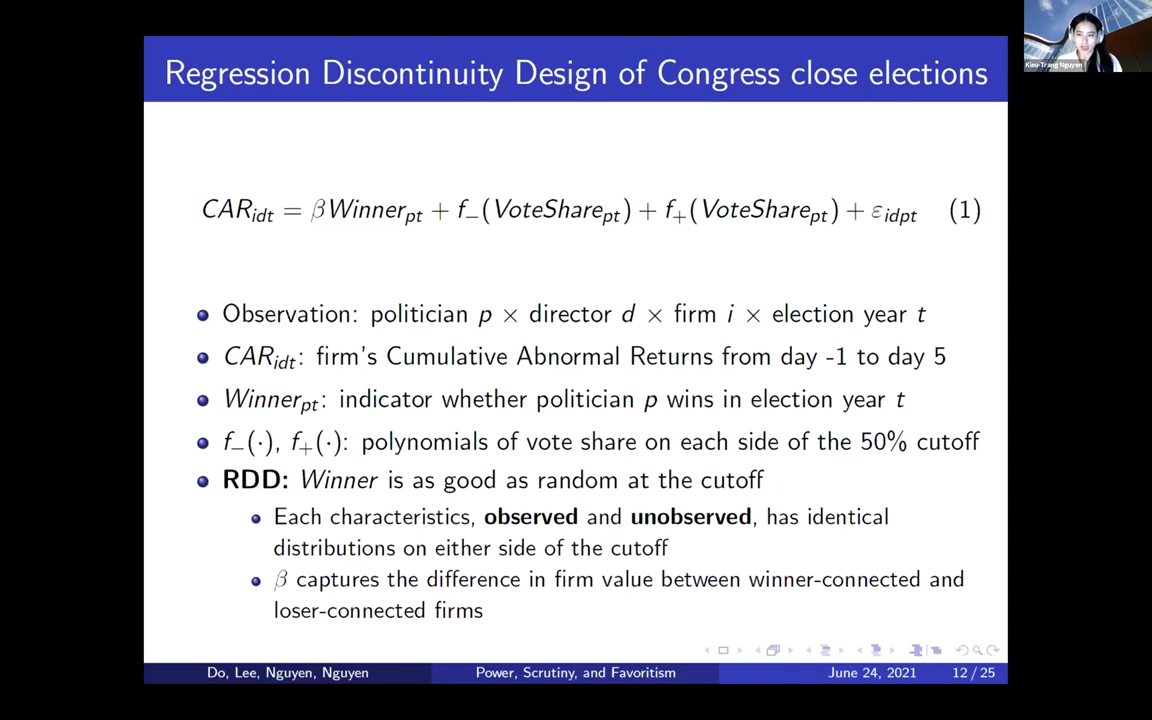 Regression Discontinuity Design of Congress close elections
Kieu-Trang Nguyen
CAR_idt = βWinner_pt + f_−(VoteShare_pt) + f_+(VoteShare_pt) + ε_idpt (1)
Observation: politician p × director d × firm i × election year t
CAR_idt: firm's Cumulative Abnormal Returns from day -1 to day 5
Winner_pt: indicator whether politician p wins in election year t
f_−(·), f_+(·): polynomials of vote share on each side of the 50% cutoff
RDD: Winner is as good as random at the cutoff
Each characteristics, observed and unobserved, has identical
distributions on either side of the cutoff
β captures the difference in firm value between winner-connected and
loser-connected firms
Do, Lee, Nguyen, Nguyen
Power, Scrutiny, and Favoritism
June 24, 2021
12 / 25